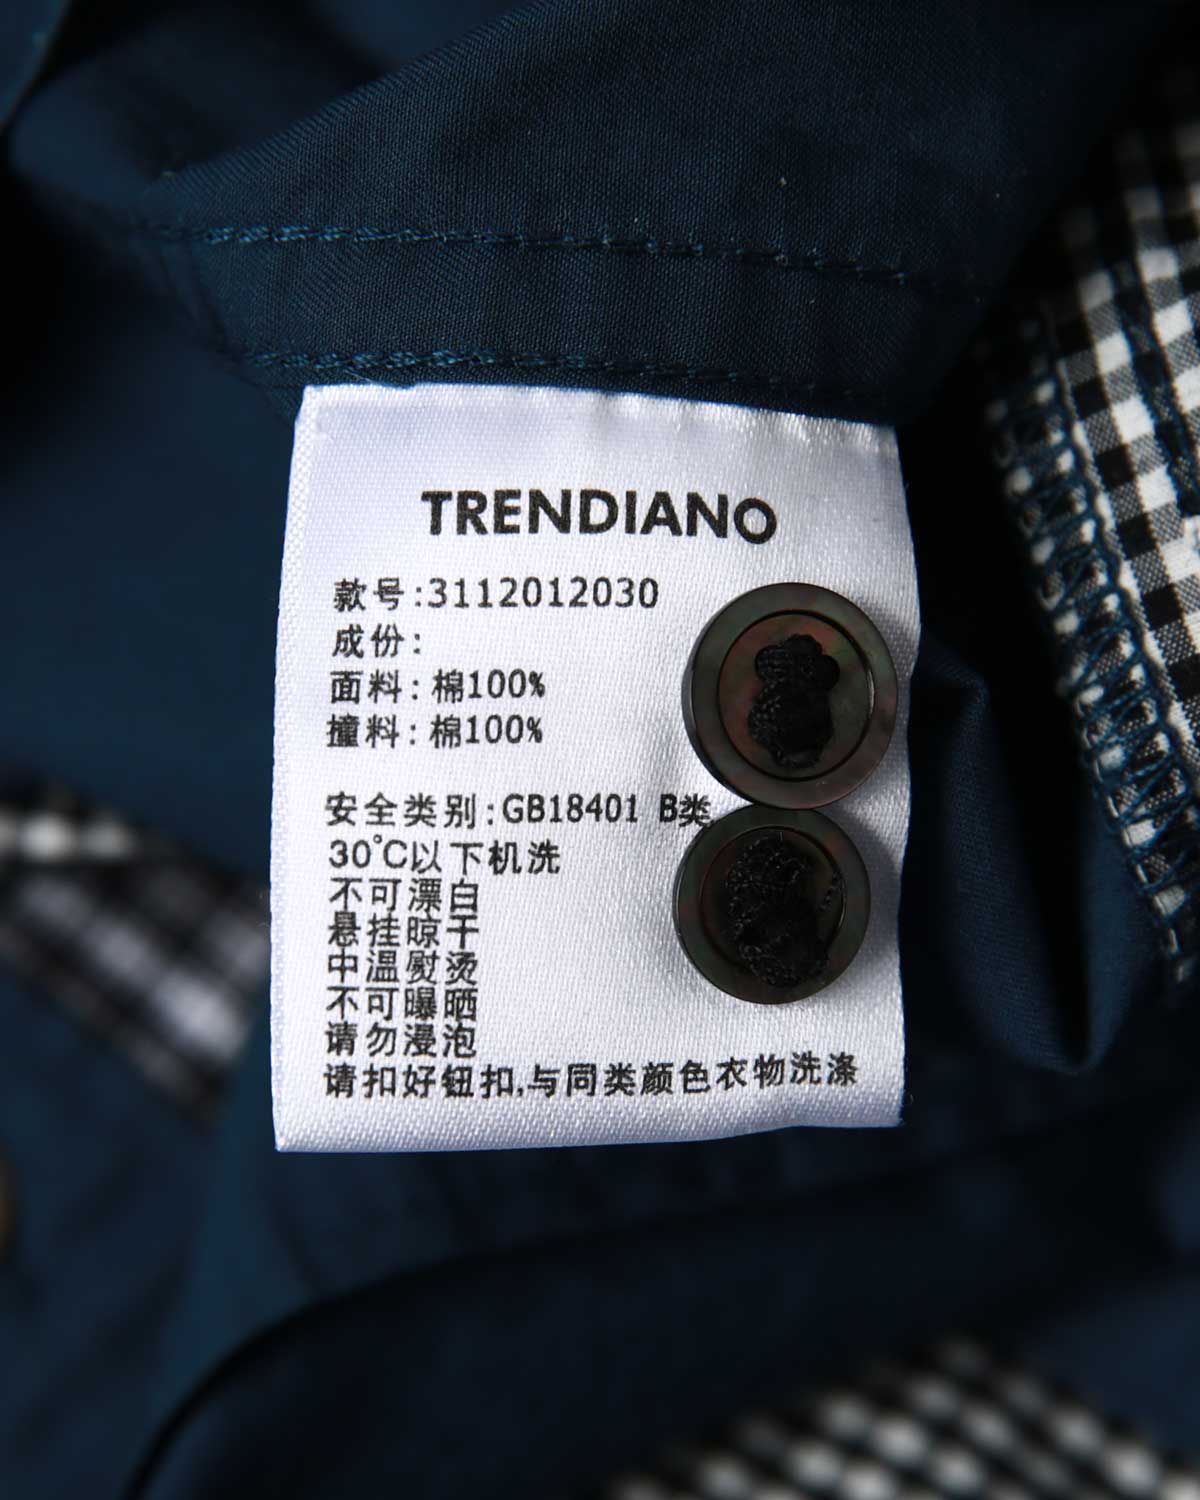 TRENDIANO
款号:3112012030
成份:
面料:棉100%
撞料:棉100%
安全类别:GB18401 B类
30℃以下机洗
不可漂白
悬挂晾干
中温熨烫
不可曝晒
请勿浸泡
请扣好钮扣,与同类颜色衣物洗涤